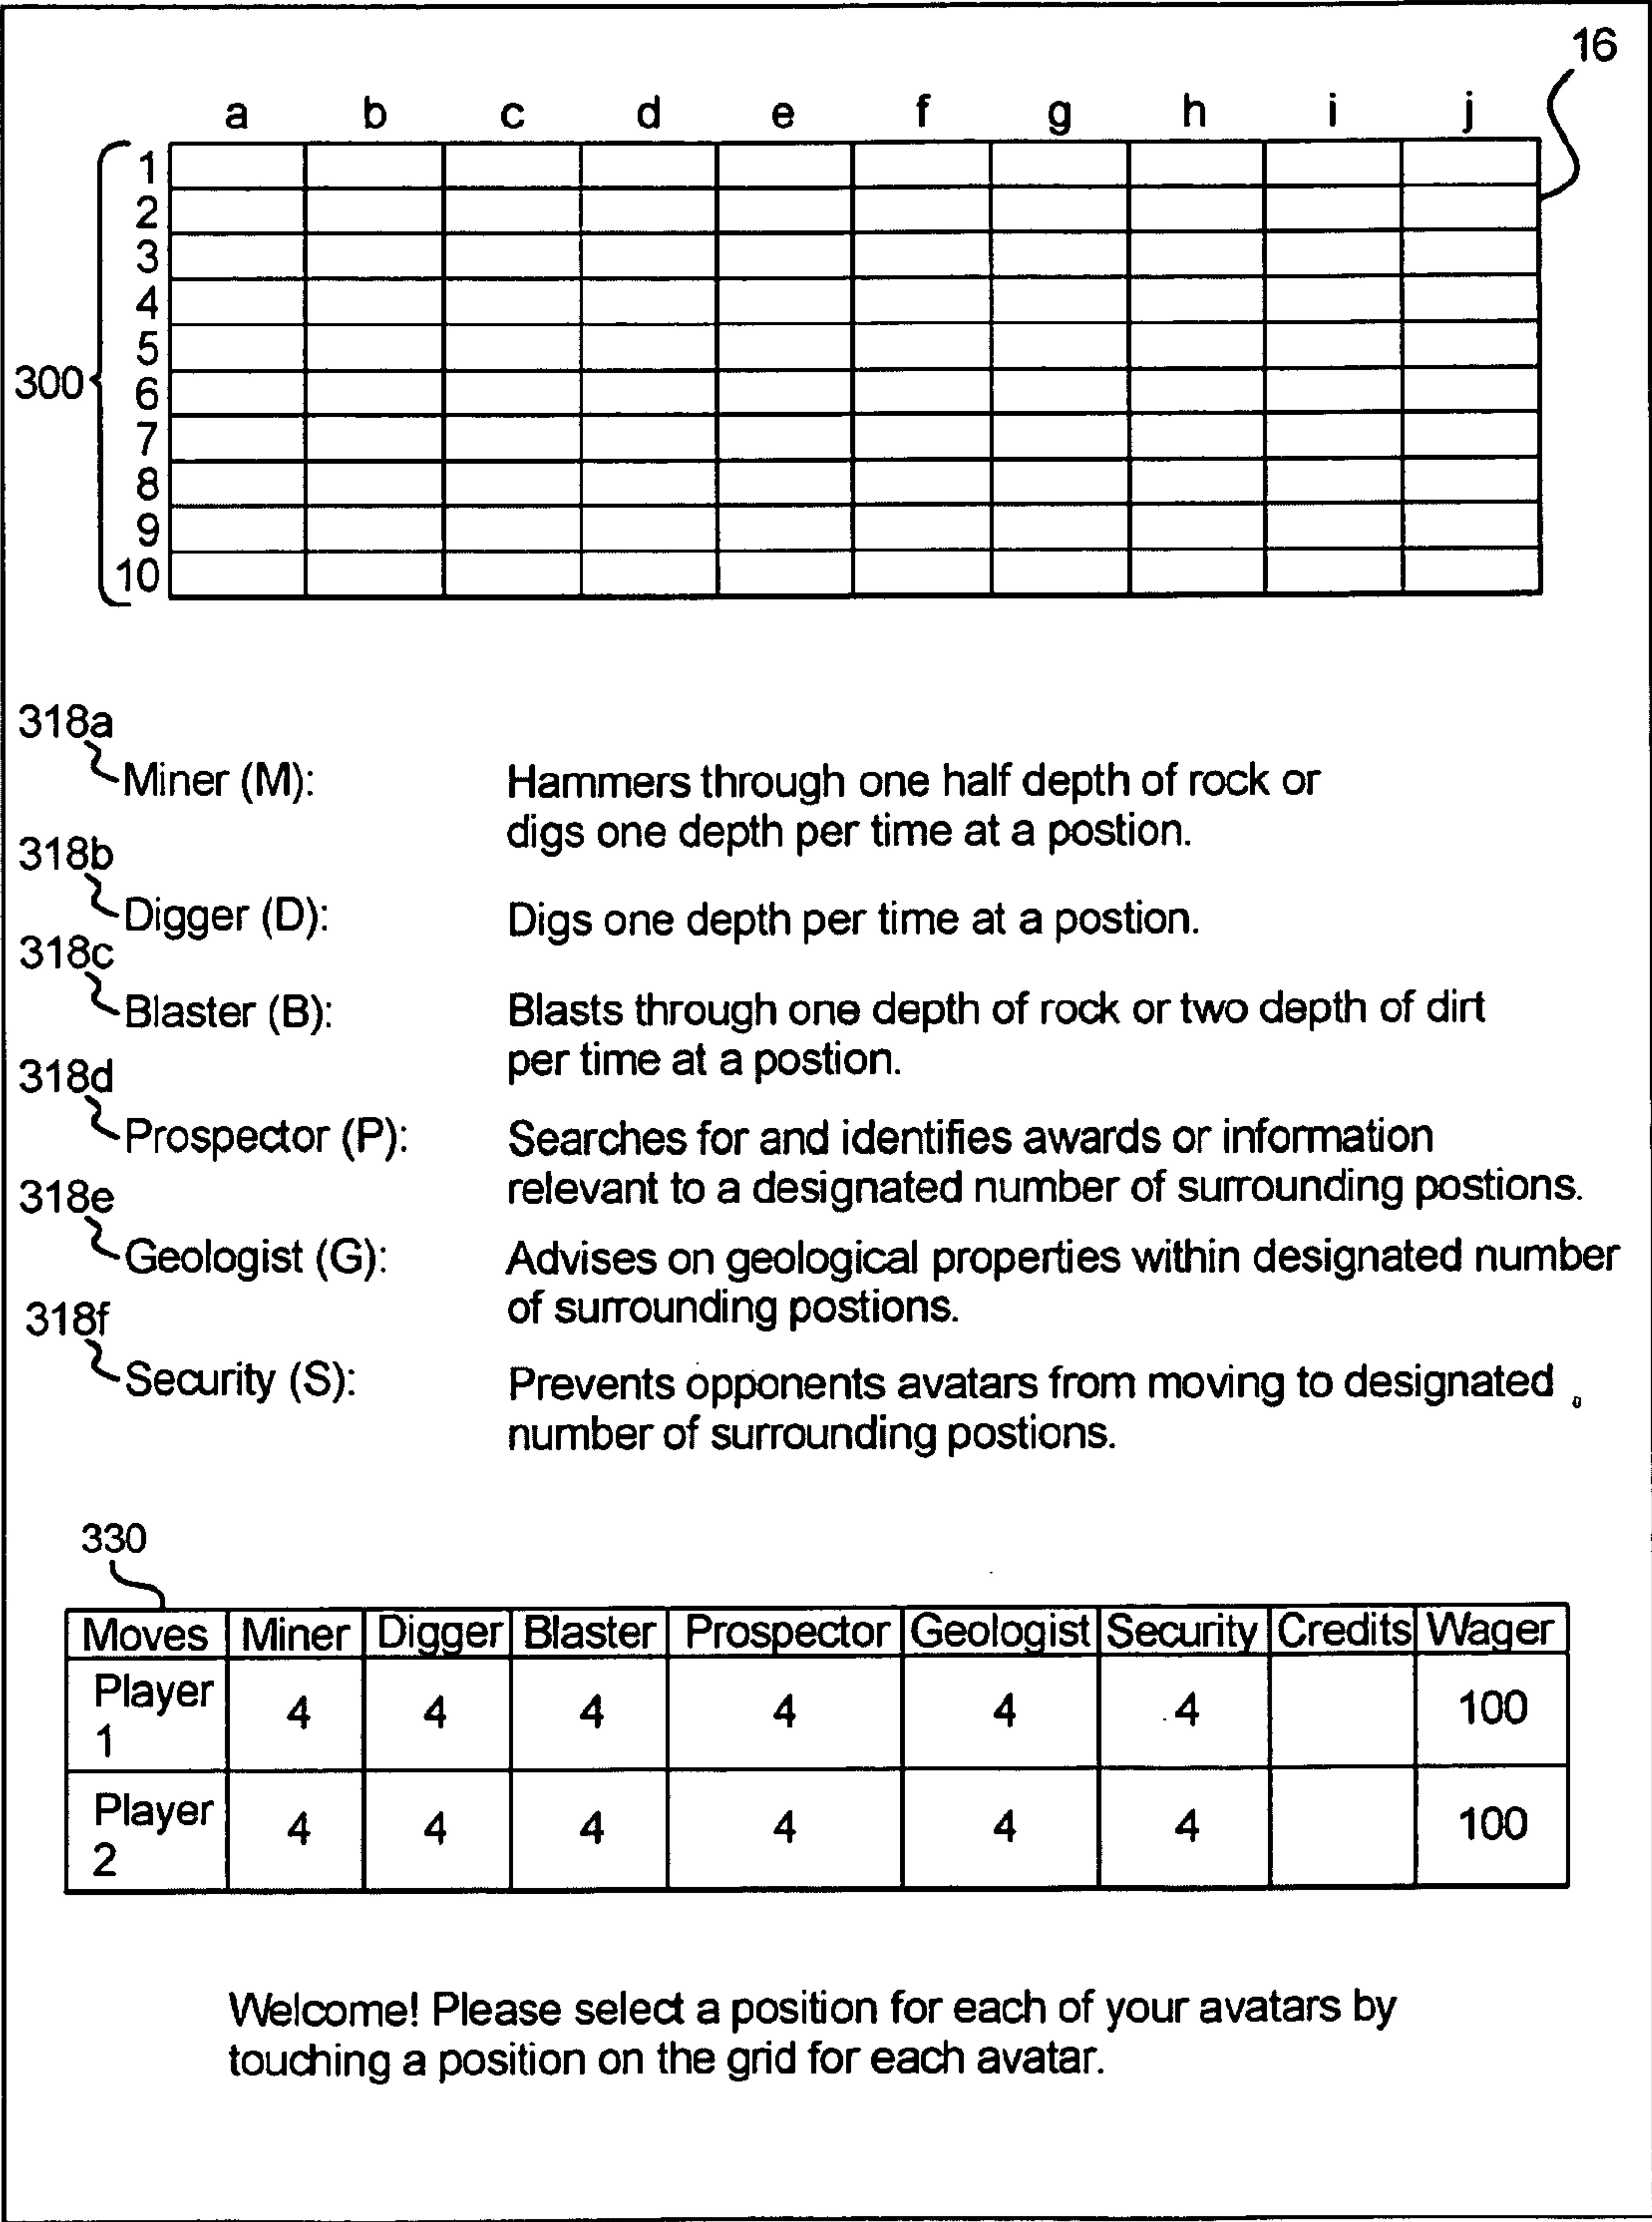 16
a b c d e f g h i j
1
2
3
4
5
300
6
7
8
9
10
318a
Miner (M): Hammers through one half depth of rock or
digs one depth per time at a postion.
318b
Digger (D): Digs one depth per time at a postion.
318c
Blaster (B): Blasts through one depth of rock or two depth of dirt
per time at a postion.
318d
Prospector (P): Searches for and identifies awards or information
relevant to a designated number of surrounding postions.
318e
Geologist (G): Advises on geological properties within designated number
of surrounding postions.
318f
Security (S): Prevents opponents avatars from moving to designated
number of surrounding postions.
330
Moves Miner Digger Blaster Prospector Geologist Security Credits Wager
Player
1 4 4 4 4 4 4 100
Player
2 4 4 4 4 4 4 100
Welcome! Please select a position for each of your avatars by
touching a position on the grid for each avatar.